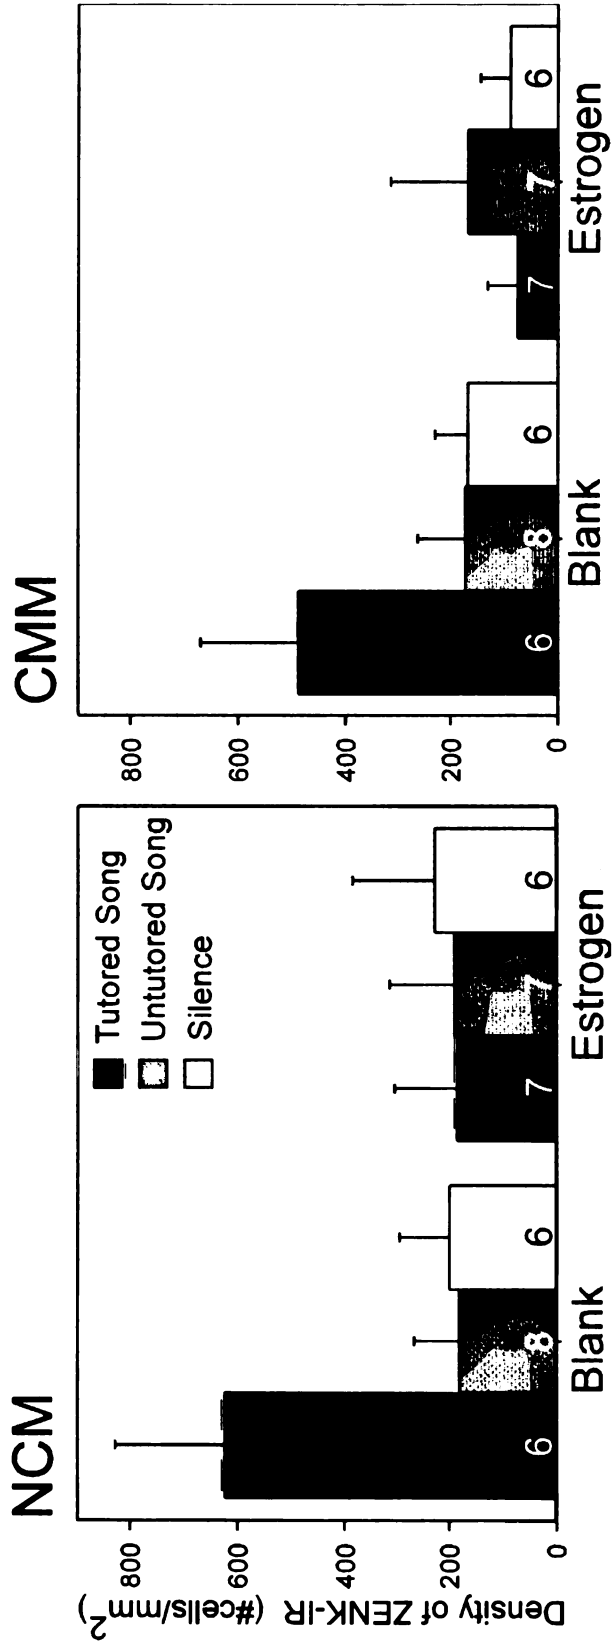 NCM
Density of ZENK-IR (#cells/mm²)
800
600
400
200
0
Tutored Song
Untutored Song
Silence
6
8
6
7
7
6
Blank
Estrogen
CMM
800
600
400
200
0
6
8
6
7
7
6
Blank
Estrogen